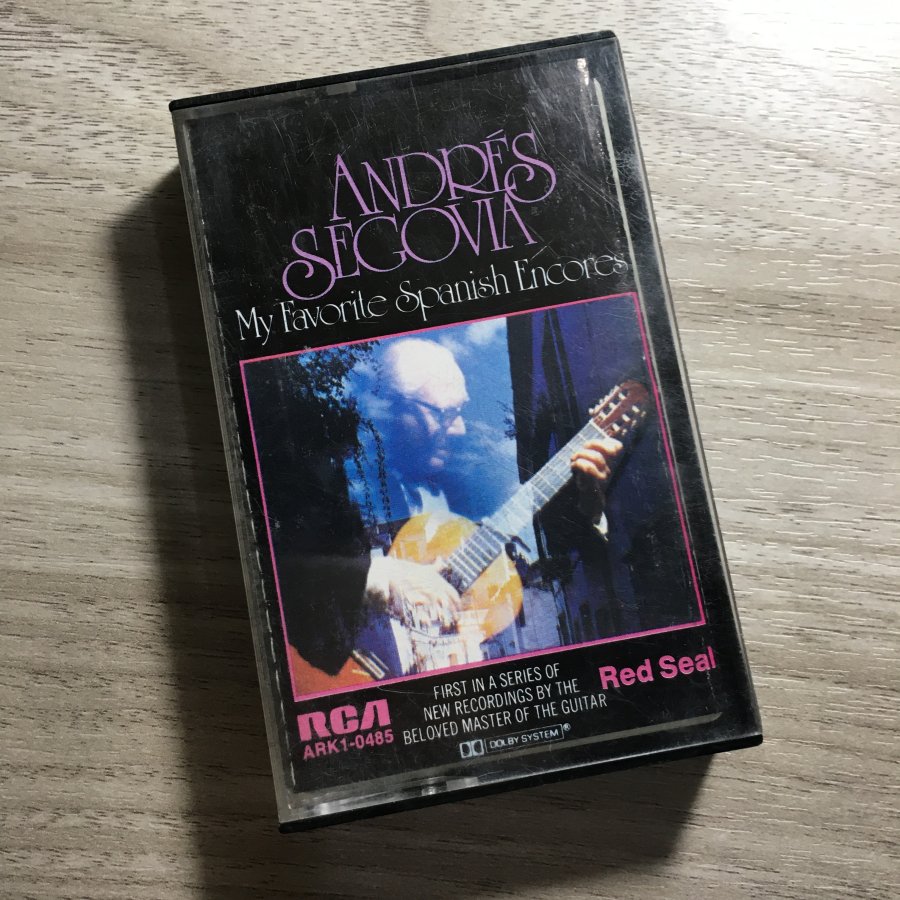 ANDRÉS
SEGOVIA
My Favorite Spanish Encores
RCA
ARK1-0485
FIRST IN A SERIES OF
NEW RECORDINGS BY THE
BELOVED MASTER OF THE GUITAR
Red Seal
DOLBY SYSTEM®